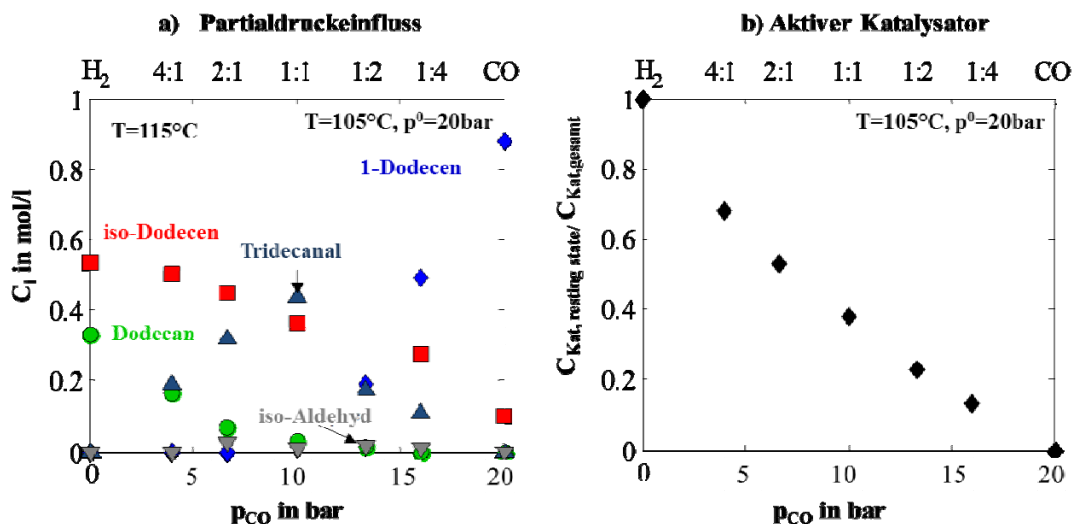 a) Partialdruckeinfluss
H2 4:1 2:1 1:1 1:2 1:4 CO
T=115°C
T=105°C, p⁰=20bar
1-Dodecen
iso-Dodecen
Tridecanal
Dodecan
iso-Aldehyd
Ci in mol/l
1
0.8
0.6
0.4
0.2
0
0 5 10 15 20
pCO in bar
b) Aktiver Katalysator
H2 4:1 2:1 1:1 1:2 1:4 CO
T=105°C, p⁰=20bar
CKat, resting state/ CKat,gesamt
1
0.8
0.6
0.4
0.2
0
0 5 10 15 20
pCO in bar